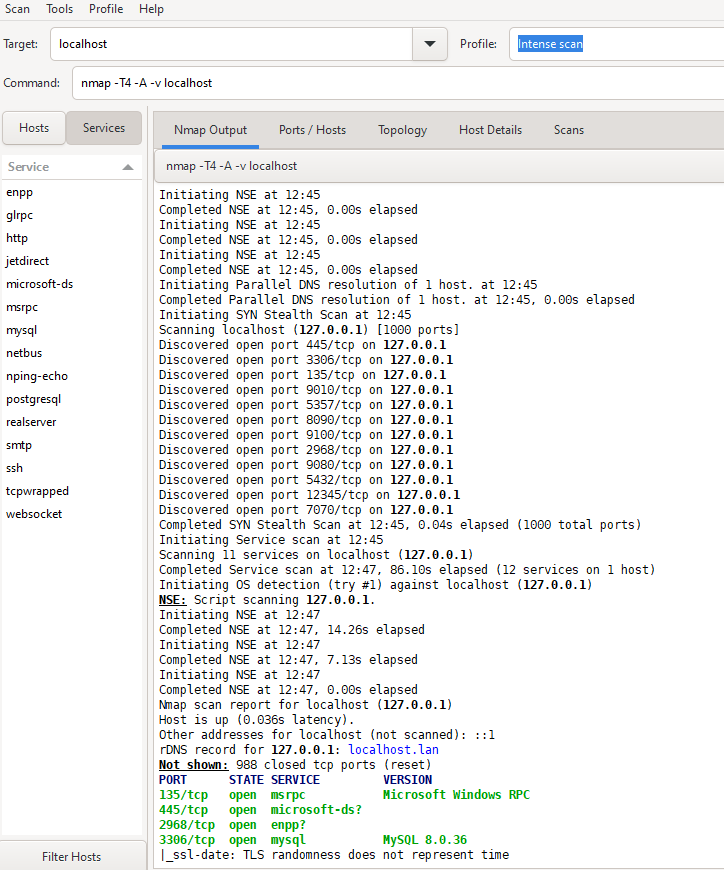 Scan Tools Profile Help
Target: localhost Profile: Intense scan
Command: nmap -T4 -A -v localhost
Hosts Services
Service
enpp
glrpc
http
jetdirect
microsoft-ds
msrpc
mysql
netbus
nping-echo
postgresql
realserver
smtp
ssh
tcpwrapped
websocket
Filter Hosts
Nmap Output Ports / Hosts Topology Host Details Scans
nmap -T4 -A -v localhost
Initiating NSE at 12:45
Completed NSE at 12:45, 0.00s elapsed
Initiating NSE at 12:45
Completed NSE at 12:45, 0.00s elapsed
Initiating NSE at 12:45
Completed NSE at 12:45, 0.00s elapsed
Initiating Parallel DNS resolution of 1 host. at 12:45
Completed Parallel DNS resolution of 1 host. at 12:45, 0.00s elapsed
Initiating SYN Stealth Scan at 12:45
Scanning localhost (127.0.0.1) [1000 ports]
Discovered open port 445/tcp on 127.0.0.1
Discovered open port 3306/tcp on 127.0.0.1
Discovered open port 135/tcp on 127.0.0.1
Discovered open port 9010/tcp on 127.0.0.1
Discovered open port 5357/tcp on 127.0.0.1
Discovered open port 8090/tcp on 127.0.0.1
Discovered open port 9100/tcp on 127.0.0.1
Discovered open port 2968/tcp on 127.0.0.1
Discovered open port 9080/tcp on 127.0.0.1
Discovered open port 5432/tcp on 127.0.0.1
Discovered open port 12345/tcp on 127.0.0.1
Discovered open port 7070/tcp on 127.0.0.1
Completed SYN Stealth Scan at 12:45, 0.04s elapsed (1000 total ports)
Initiating Service scan at 12:45
Scanning 11 services on localhost (127.0.0.1)
Completed Service scan at 12:47, 86.10s elapsed (12 services on 1 host)
Initiating OS detection (try #1) against localhost (127.0.0.1)
NSE: Script scanning 127.0.0.1.
Initiating NSE at 12:47
Completed NSE at 12:47, 14.26s elapsed
Initiating NSE at 12:47
Completed NSE at 12:47, 7.13s elapsed
Initiating NSE at 12:47
Completed NSE at 12:47, 0.00s elapsed
Nmap scan report for localhost (127.0.0.1)
Host is up (0.036s latency).
Other addresses for localhost (not scanned): ::1
rDNS record for 127.0.0.1: localhost.lan
Not shown: 988 closed tcp ports (reset)
PORT STATE SERVICE VERSION
135/tcp open msrpc Microsoft Windows RPC
445/tcp open microsoft-ds?
2968/tcp open enpp?
3306/tcp open mysql MySQL 8.0.36
|_ssl-date: TLS randomness does not represent time